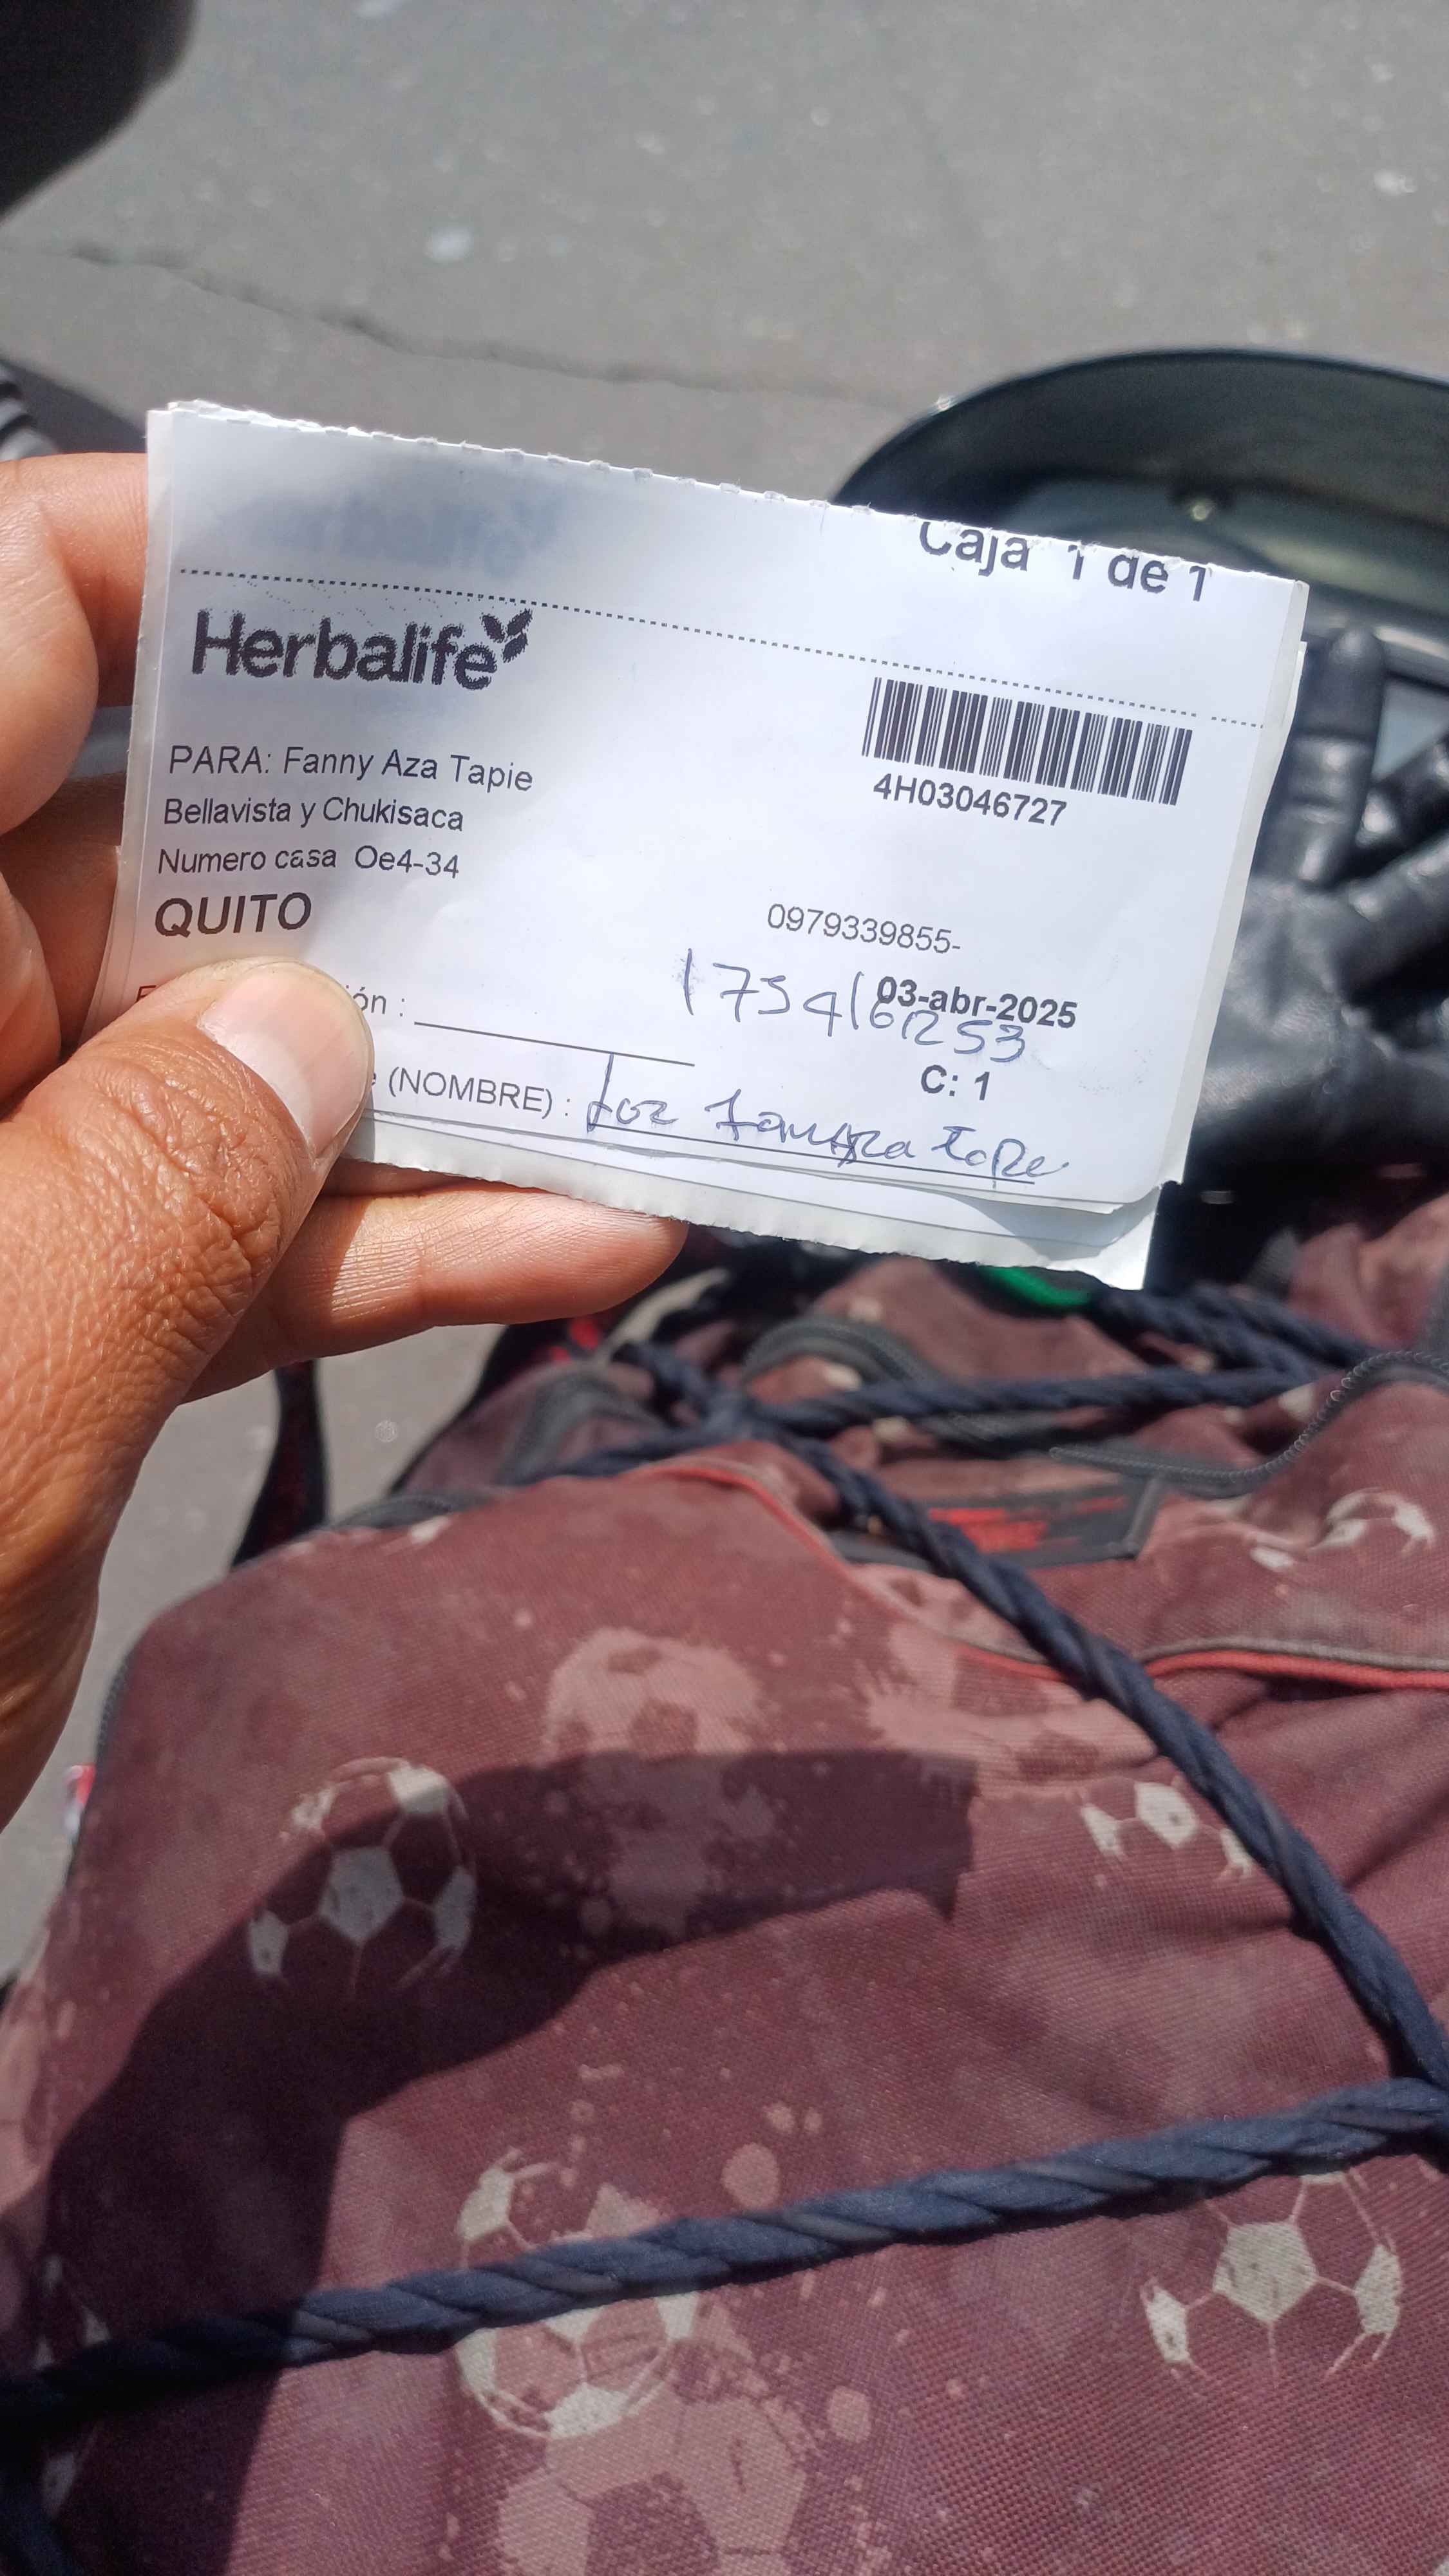 Caja 1 de 1
Herbalife
4H03046727
PARA: Fanny Aza Tapie
Bellavista y Chukisaca
Numero casa Oe4-34
QUITO
0979339855-
03-abr-2025
ón :
C: 1
(NOMBRE) : Luz